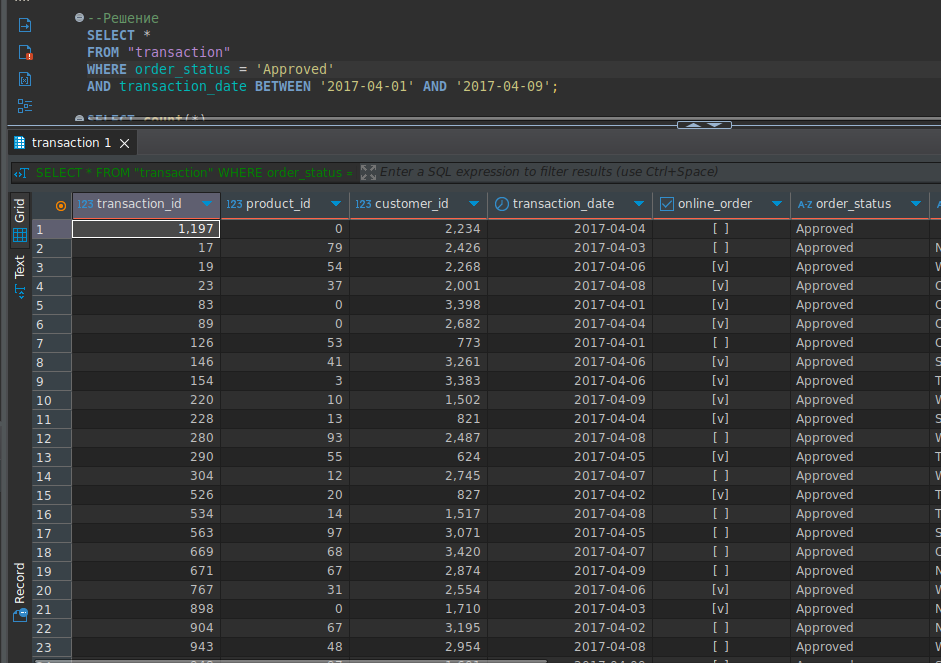 --Решение
SELECT *
FROM "transaction"
WHERE order_status = 'Approved'
AND transaction_date BETWEEN '2017-04-01' AND '2017-04-09';
SELECT count(*)
transaction 1
SELECT * FROM "transaction" WHERE order_status = Enter a SQL expression to filter results (use Ctrl+Space)
Grid
Text
Record
123 transaction_id 123 product_id 123 customer_id transaction_date online_order A-Z order_status
1 1,197 0 2,234 2017-04-04 [ ] Approved
2 17 79 2,426 2017-04-03 [ ] Approved
3 19 54 2,268 2017-04-06 [v] Approved
4 23 37 2,001 2017-04-08 [v] Approved
5 83 0 3,398 2017-04-01 [v] Approved
6 89 0 2,682 2017-04-04 [v] Approved
7 126 53 773 2017-04-01 [ ] Approved
8 146 41 3,261 2017-04-06 [v] Approved
9 154 3 3,383 2017-04-06 [v] Approved
10 220 10 1,502 2017-04-09 [v] Approved
11 228 13 821 2017-04-04 [v] Approved
12 280 93 2,487 2017-04-08 [ ] Approved
13 290 55 624 2017-04-05 [v] Approved
14 304 12 2,745 2017-04-07 [ ] Approved
15 526 20 827 2017-04-02 [v] Approved
16 534 14 1,517 2017-04-08 [ ] Approved
17 563 97 3,071 2017-04-05 [ ] Approved
18 669 68 3,420 2017-04-07 [ ] Approved
19 671 67 2,874 2017-04-09 [ ] Approved
20 767 31 2,554 2017-04-06 [v] Approved
21 898 0 1,710 2017-04-03 [v] Approved
22 904 67 3,195 2017-04-02 [ ] Approved
23 943 48 2,954 2017-04-08 [ ] Approved